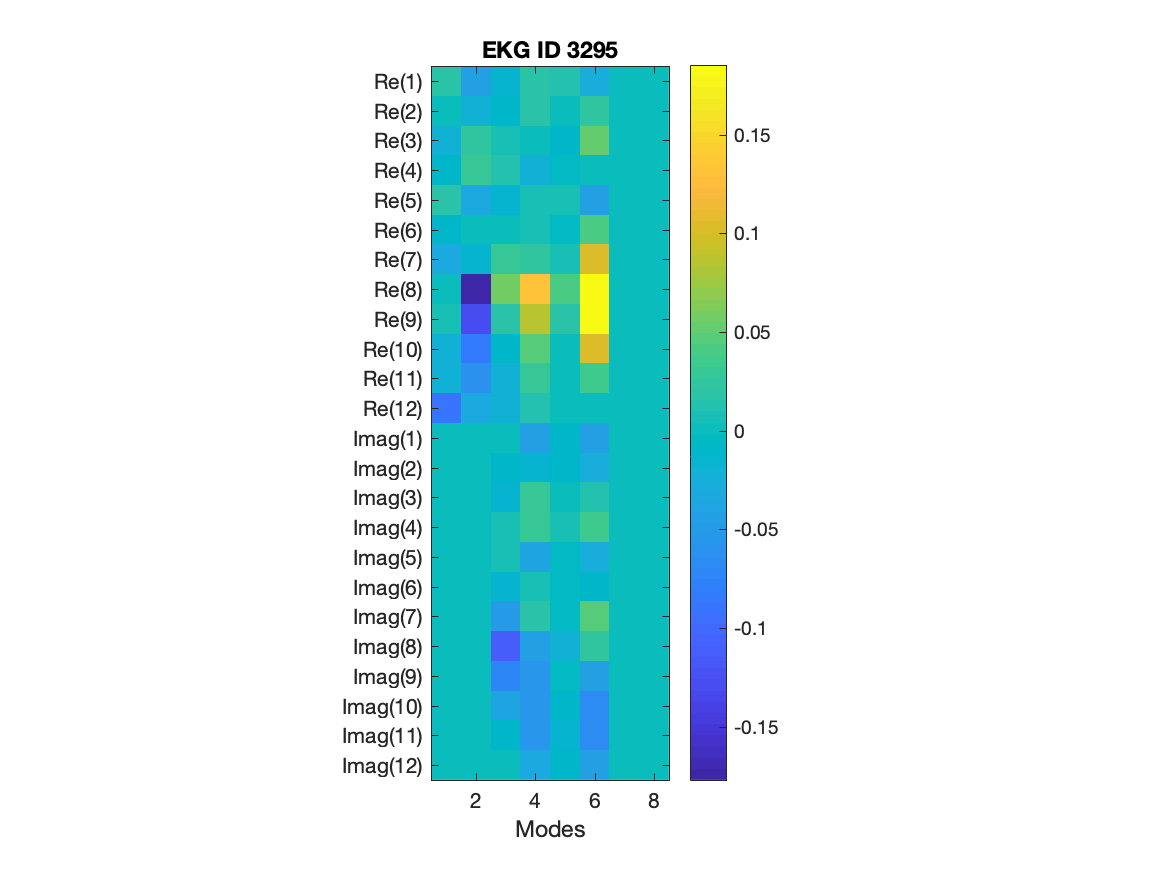 EKG ID 3295
Re(1)
Re(2)
Re(3)
Re(4)
Re(5)
Re(6)
Re(7)
Re(8)
Re(9)
Re(10)
Re(11)
Re(12)
Imag(1)
Imag(2)
Imag(3)
Imag(4)
Imag(5)
Imag(6)
Imag(7)
Imag(8)
Imag(9)
Imag(10)
Imag(11)
Imag(12)
2 4 6 8
Modes
0.15
0.1
0.05
0
-0.05
-0.1
-0.15